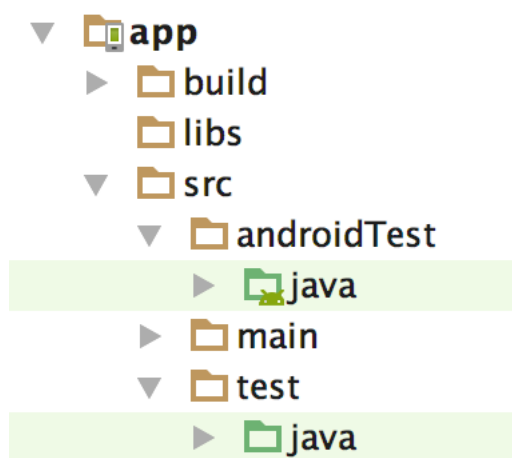 app
build
libs
src
androidTest
java
main
test
java